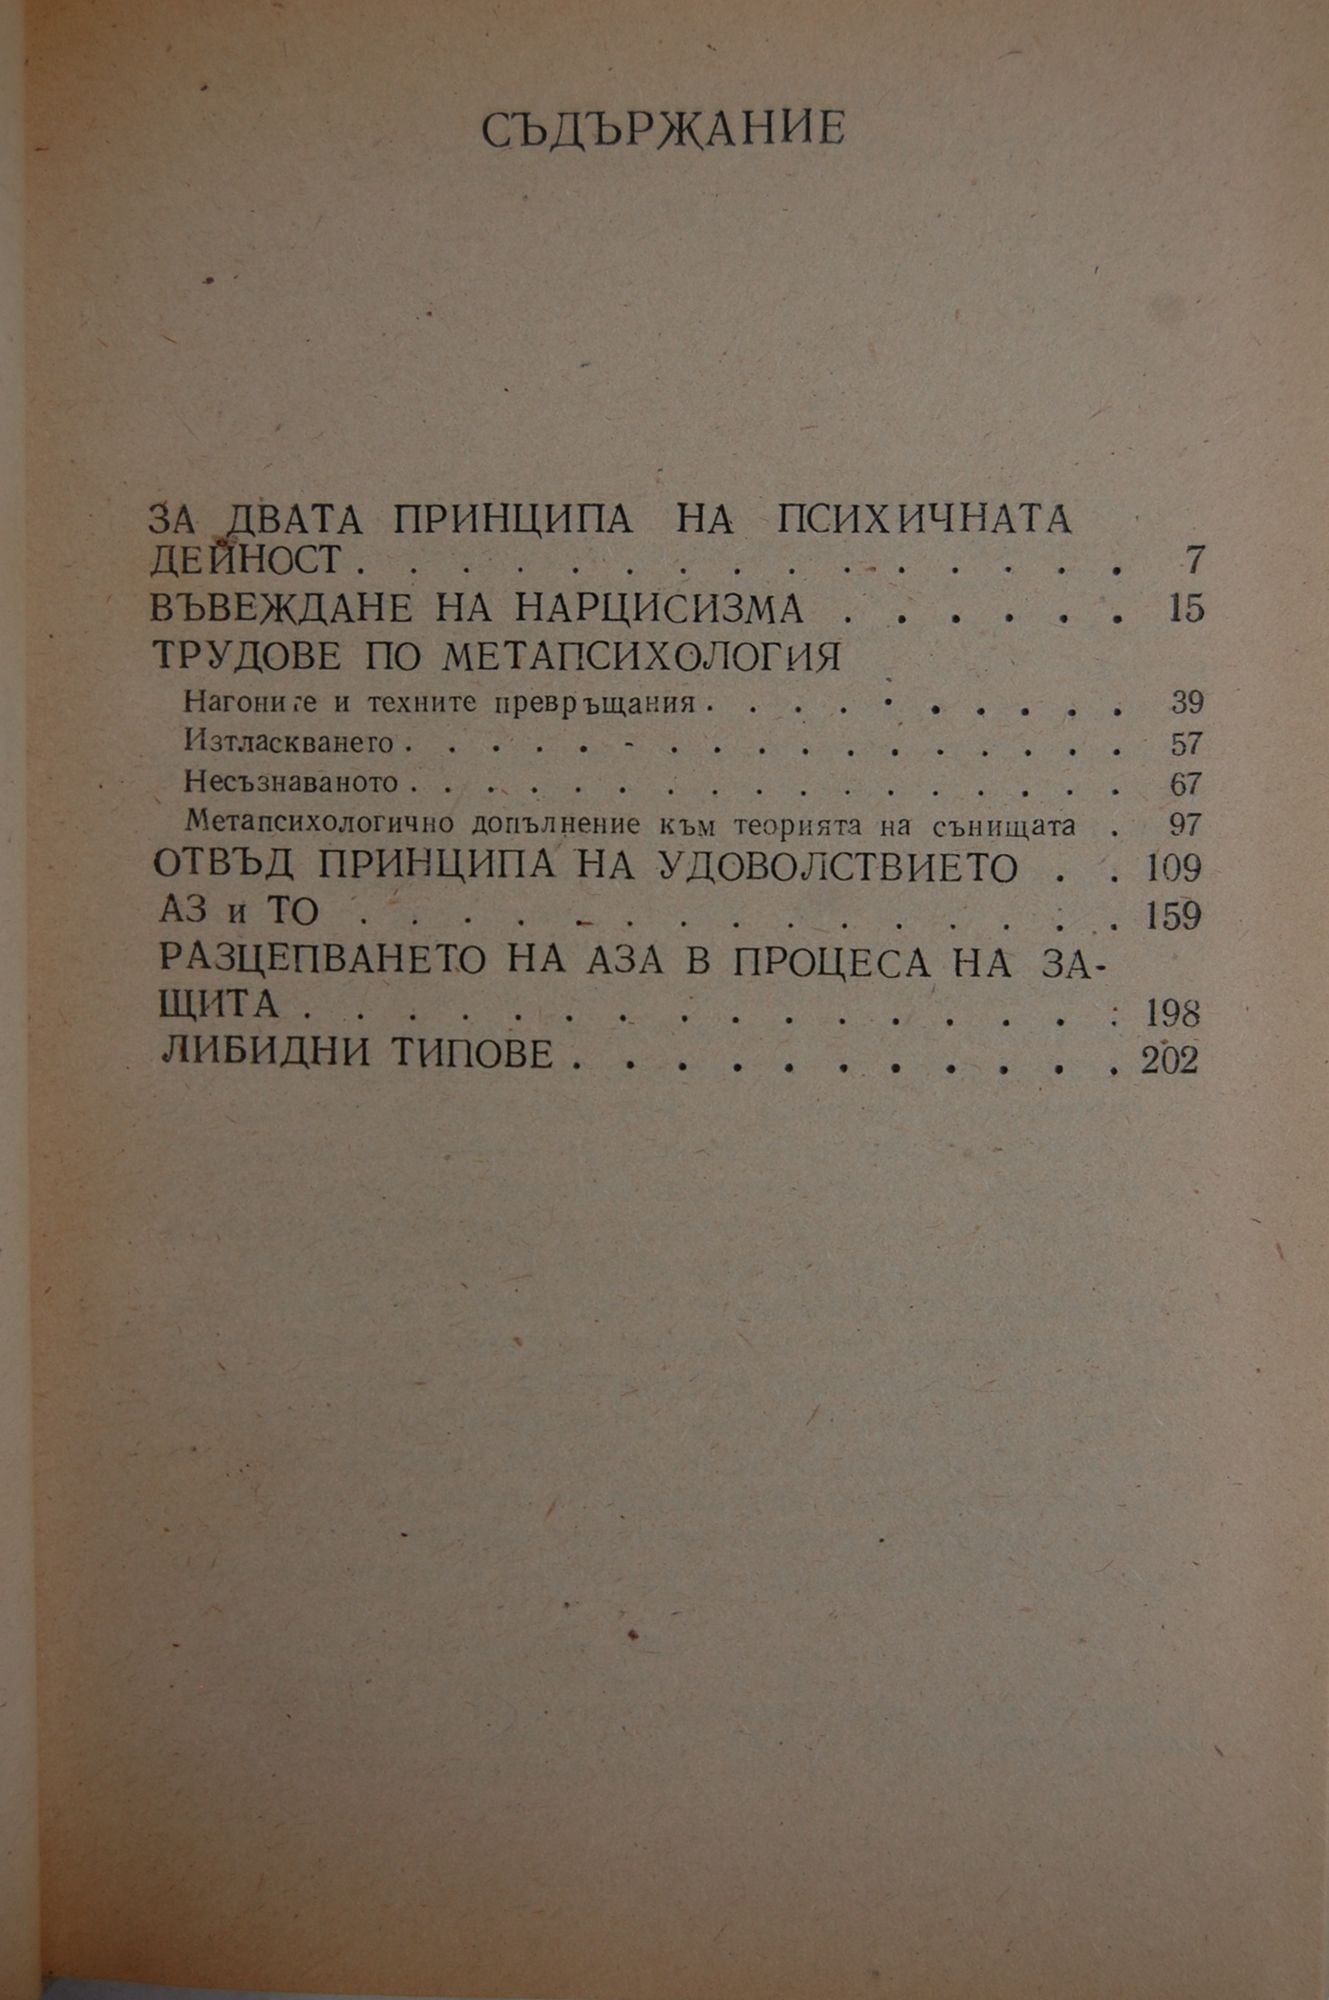 СЪДЪРЖАНИЕ
ЗА ДВАТА ПРИНЦИПА НА ПСИХИЧНАТА
ДЕЙНОСТ . . . . . . . . . . . . . . . 7
ВЪВЕЖДАНЕ НА НАРЦИСИЗМА . . . . . . 15
ТРУДОВЕ ПО МЕТАПСИХОЛОГИЯ
Нагоните и техните превръщания . . . . . . . . . . 39
Изтласкването . . . . . . . . . . . . . . . . . 57
Несъзнаваното . . . . . . . . . . . . . . . . . 67
Метапсихологично допълнение към теорията на сънищата . 97
ОТВЪД ПРИНЦИПА НА УДОВОЛСТВИЕТО . . 109
АЗ и ТО . . . . . . . . . . . . . . . 159
РАЗЦЕПВАНЕТО НА АЗА В ПРОЦЕСА НА ЗА-
ЩИТА . . . . . . . . . . . . . . . . 198
ЛИБИДНИ ТИПОВЕ . . . . . . . . . . . 202